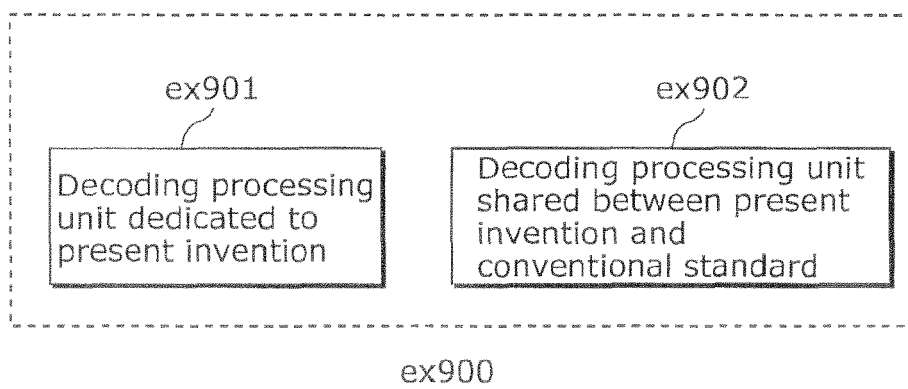 ex901
ex902
Decoding processing
unit dedicated to
present invention
Decoding processing unit
shared between present
invention and
conventional standard
ex900